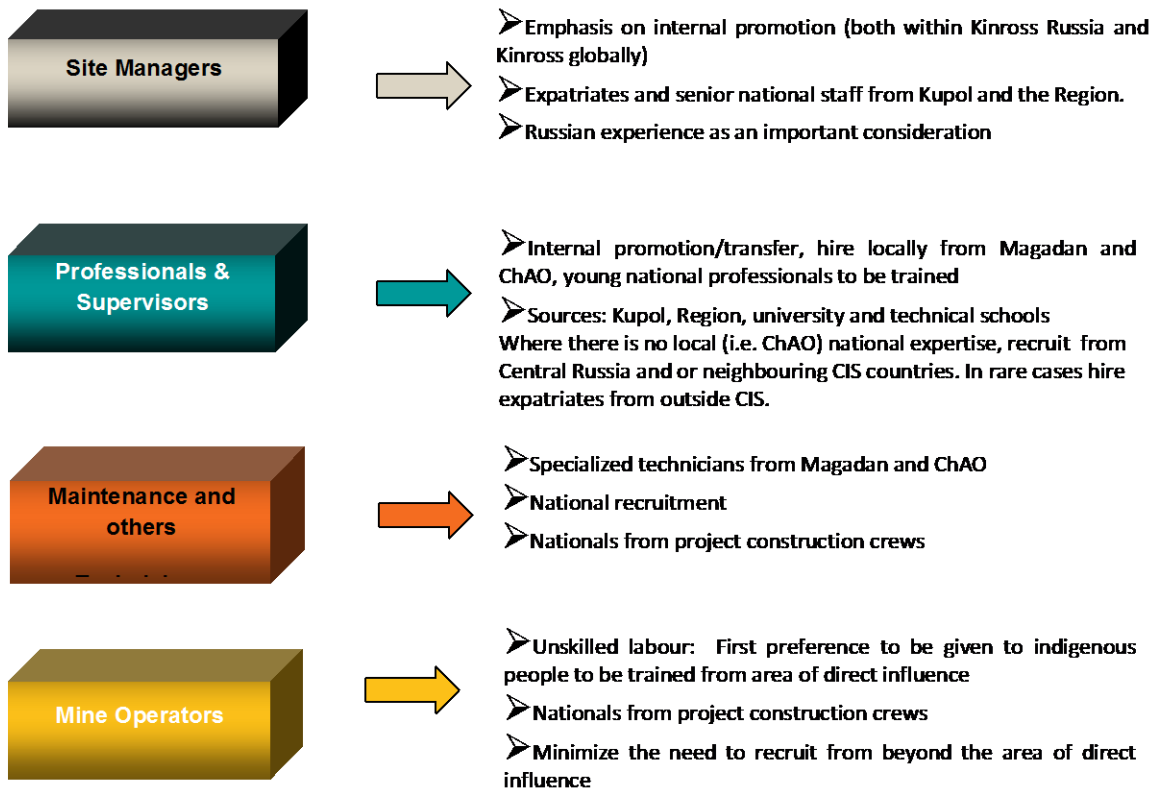 Site Managers
➢Emphasis on internal promotion (both within Kinross Russia and
Kinross globally)
➢Expatriates and senior national staff from Kupol and the Region.
➢Russian experience as an important consideration
Professionals &
Supervisors
➢Internal promotion/transfer, hire locally from Magadan and
ChAO, young national professionals to be trained
➢Sources: Kupol, Region, university and technical schools
Where there is no local (i.e. ChAO) national expertise, recruit from
Central Russia and or neighbouring CIS countries. In rare cases hire
expatriates from outside CIS.
Maintenance and
others
➢Specialized technicians from Magadan and ChAO
➢National recruitment
➢Nationals from project construction crews
Mine Operators
➢Unskilled labour: First preference to be given to indigenous
people to be trained from area of direct influence
➢Nationals from project construction crews
➢Minimize the need to recruit from beyond the area of direct
influence